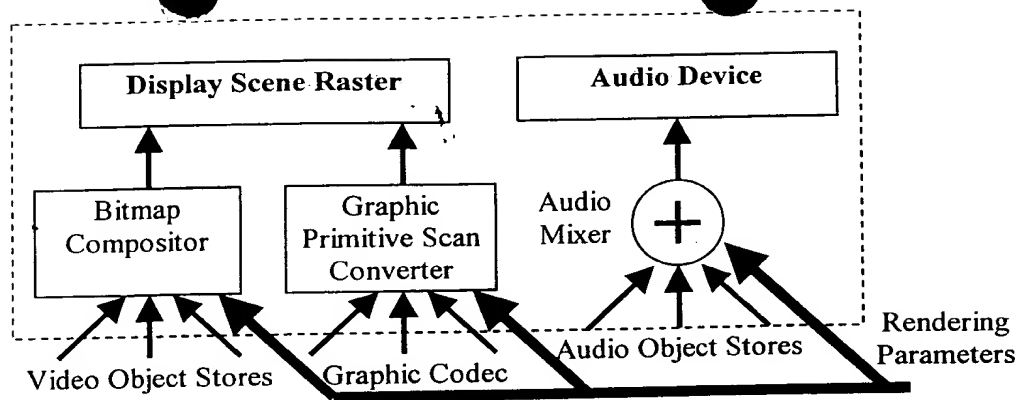 Display Scene Raster
Audio Device
Bitmap
Compositor
Graphic
Primitive Scan
Converter
Audio
Mixer
Rendering
Parameters
Video Object Stores
Graphic Codec
Audio Object Stores